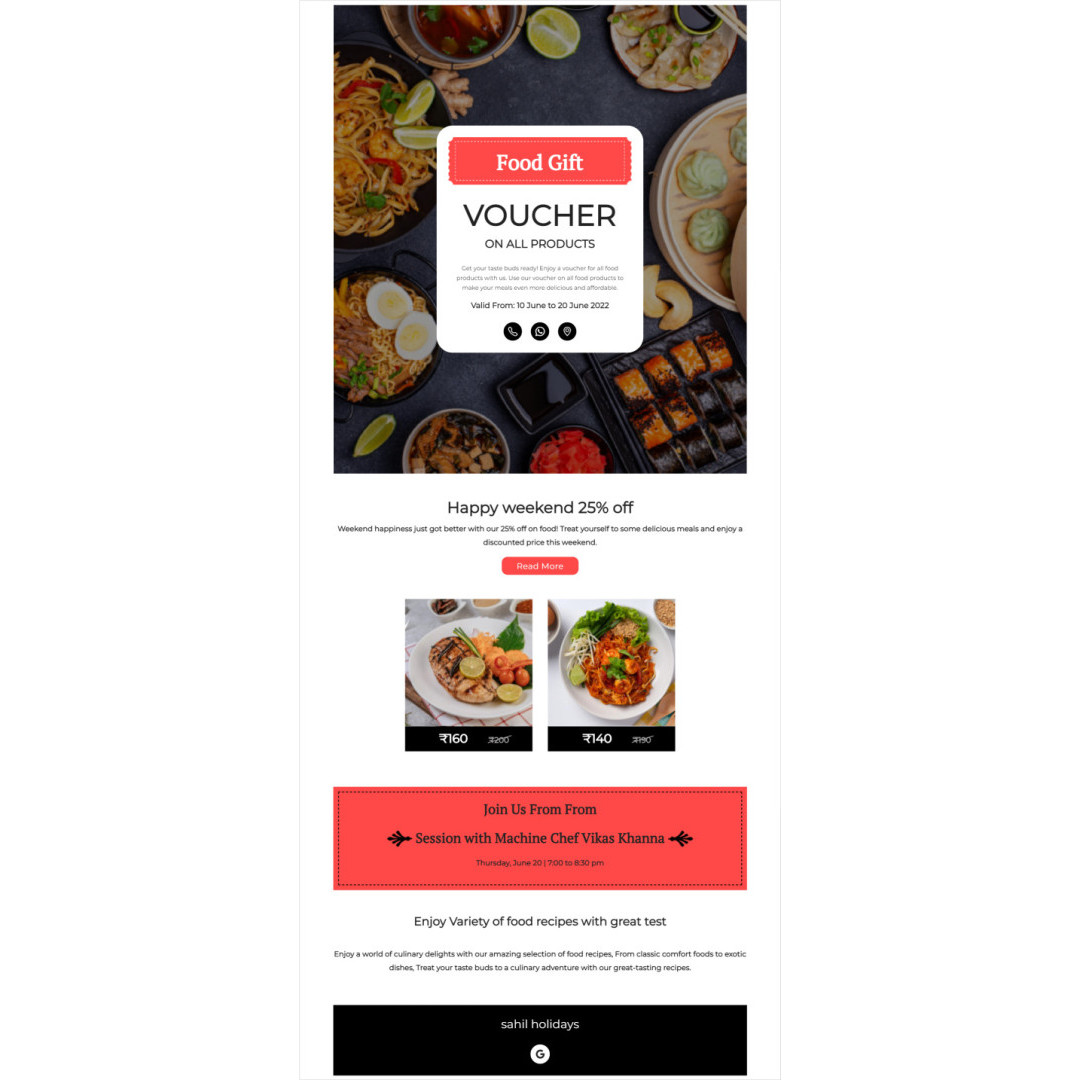 Food Gift
VOUCHER
ON ALL PRODUCTS
Get your taste buds ready! Enjoy a voucher for all food
products with us. Use our voucher on all food products to
make your meals even more delicious and affordable.
Valid From: 10 June to 20 June 2022
Happy weekend 25% off
Weekend happiness just got better with our 25% off on food! Treat yourself to some delicious meals and enjoy a
discounted price this weekend.
Read More
₹160 ₹200
₹140 ₹190
Join Us From From
Session with Machine Chef Vikas Khanna
Thursday, June 20 | 7:00 to 8:30 pm
Enjoy Variety of food recipes with great test
Enjoy a world of culinary delights with our amazing selection of food recipes, From classic comfort foods to exotic
dishes, Treat your taste buds to a culinary adventure with our great-tasting recipes.
sahil holidays
G